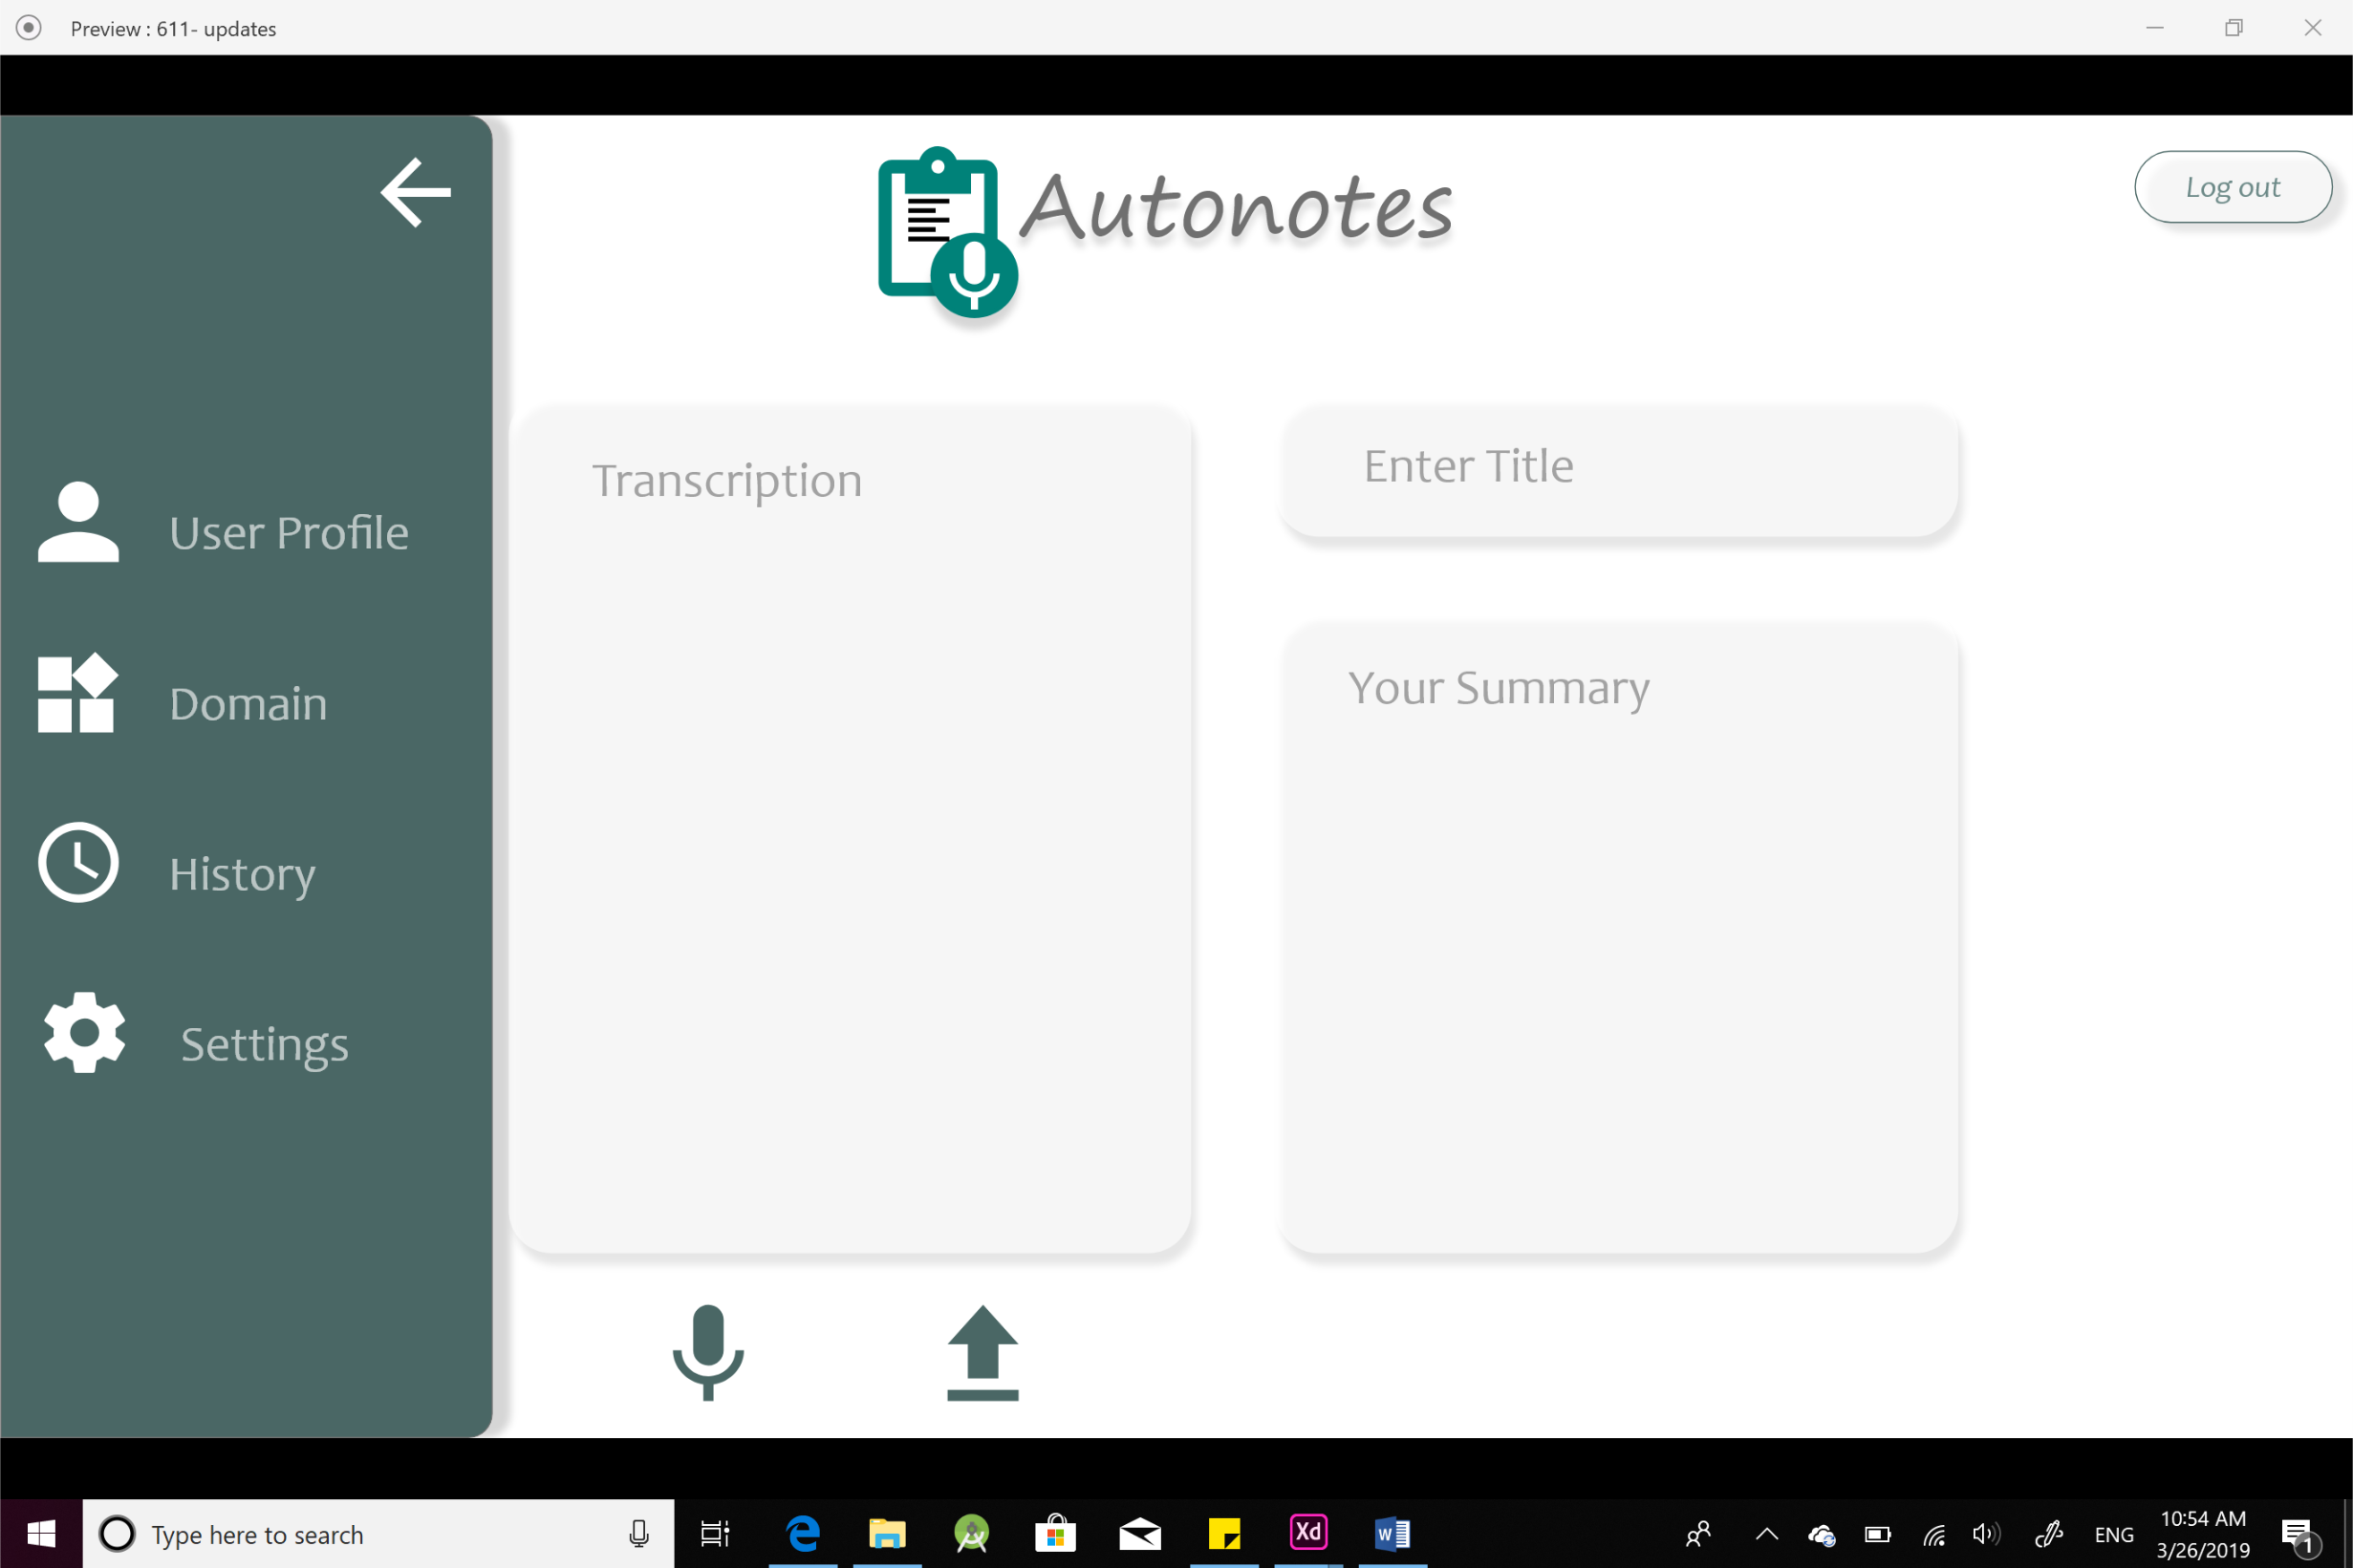 Preview : 611- updates
Autonotes
Log out
Transcription
Enter Title
User Profile
Your Summary
Domain
History
Settings
Type here to search
Xd
W
ENG
10:54 AM
3/26/2019
1